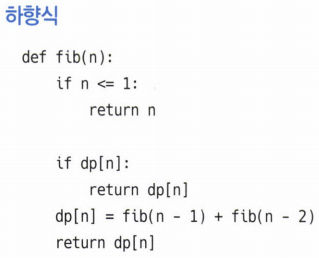 하향식
def fib(n):
    if n <= 1:
        return n

    if dp[n]:
        return dp[n]
    dp[n] = fib(n - 1) + fib(n - 2)
    return dp[n]